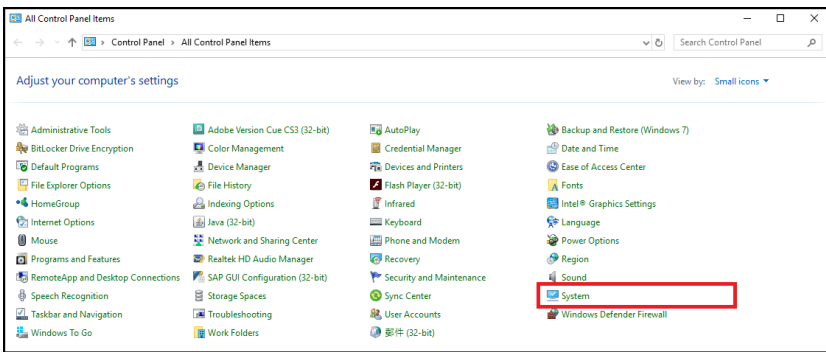 All Control Panel Items
Control Panel > All Control Panel Items Search Control Panel
Adjust your computer's settings View by: Small icons
Administrative Tools Adobe Version Cue CS3 (32-bit) AutoPlay Backup and Restore (Windows 7)
BitLocker Drive Encryption Color Management Credential Manager Date and Time
Default Programs Device Manager Devices and Printers Ease of Access Center
File Explorer Options File History Flash Player (32-bit) Fonts
HomeGroup Indexing Options Infrared Intel® Graphics Settings
Internet Options Java (32-bit) Keyboard Language
Mouse Network and Sharing Center Phone and Modem Power Options
Programs and Features Realtek HD Audio Manager Recovery Region
RemoteApp and Desktop Connections SAP GUI Configuration (32-bit) Security and Maintenance Sound
Speech Recognition Storage Spaces Sync Center System
Taskbar and Navigation Troubleshooting User Accounts Windows Defender Firewall
Windows To Go Work Folders 郵件 (32-bit)